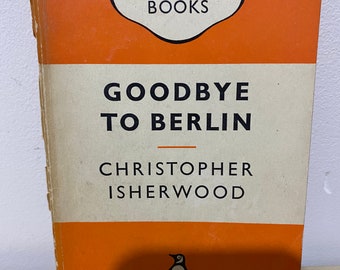 BOOKS
GOODBYE
TO BERLIN
CHRISTOPHER
ISHERWOOD